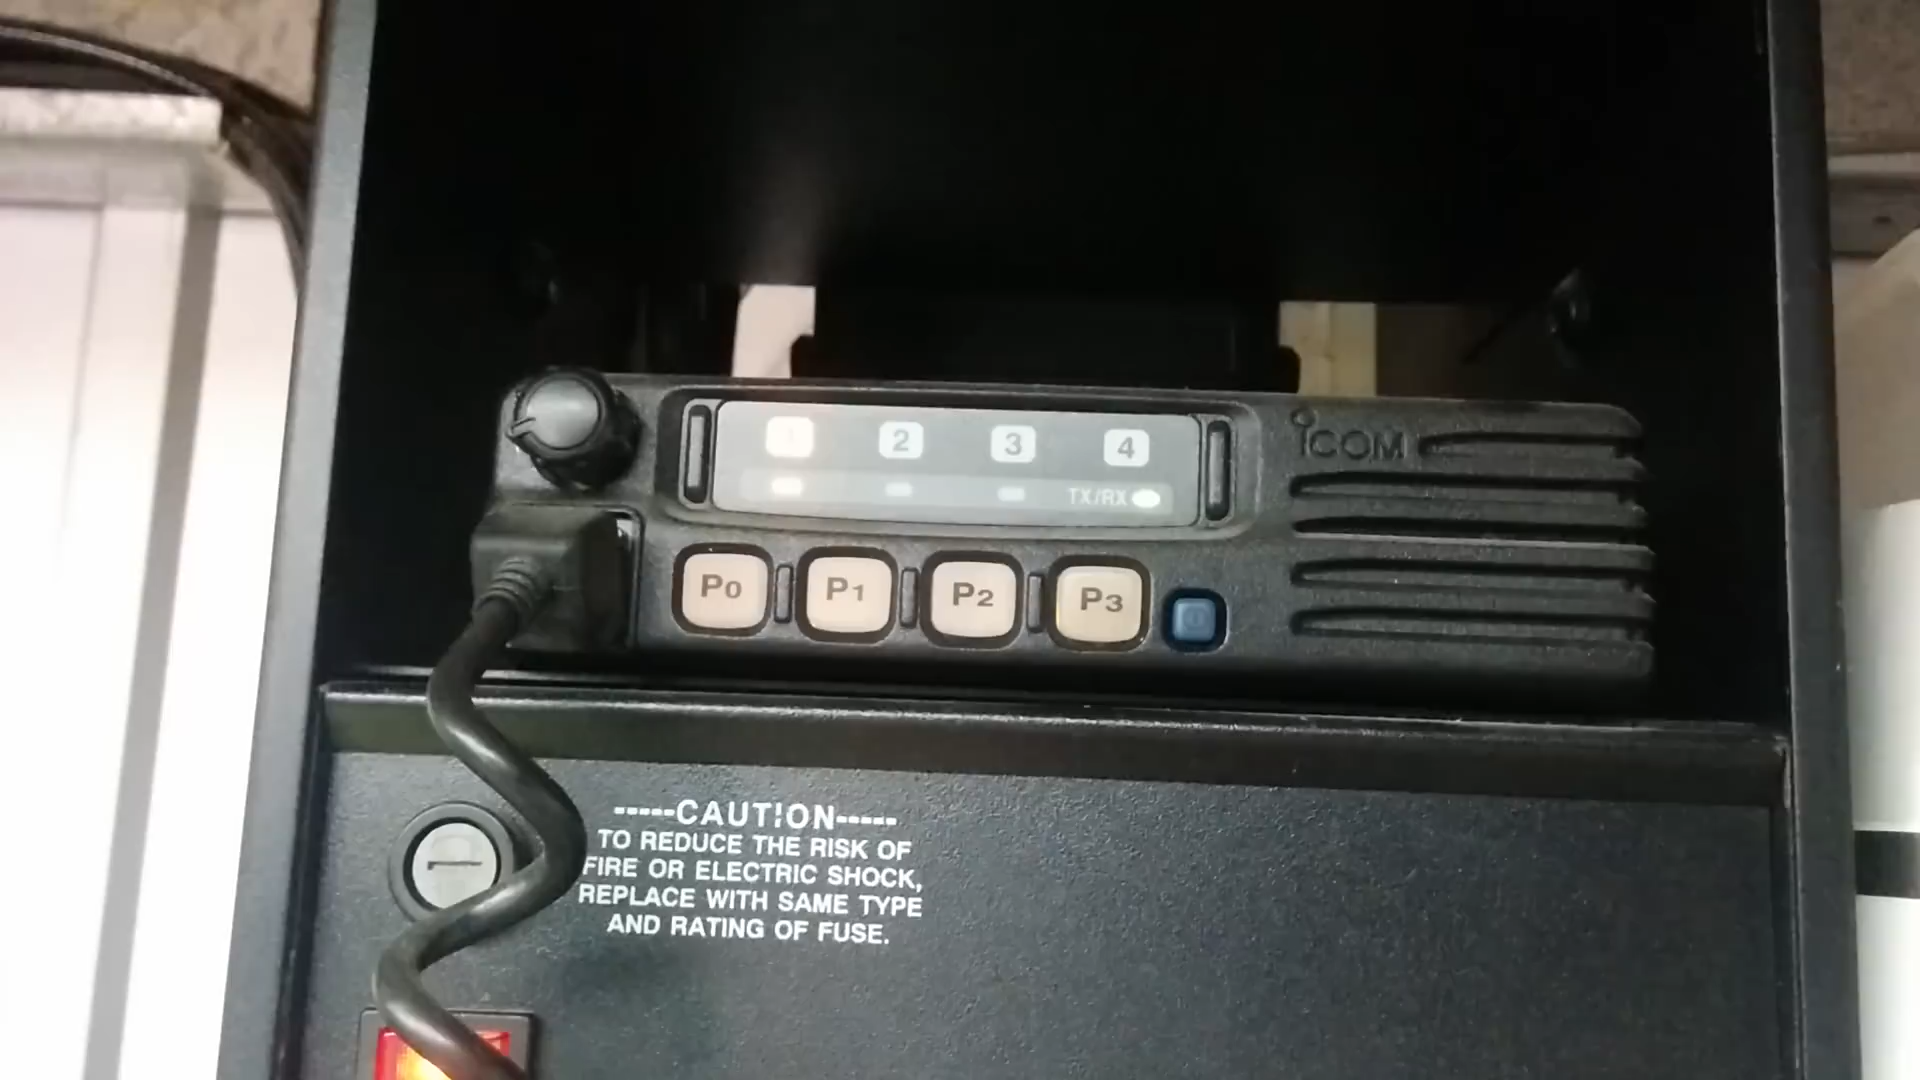 1 2 3 4
iCOM
TX/RX
P0 P1 P2 P3
-----CAUTION-----
TO REDUCE THE RISK OF
FIRE OR ELECTRIC SHOCK,
REPLACE WITH SAME TYPE
AND RATING OF FUSE.